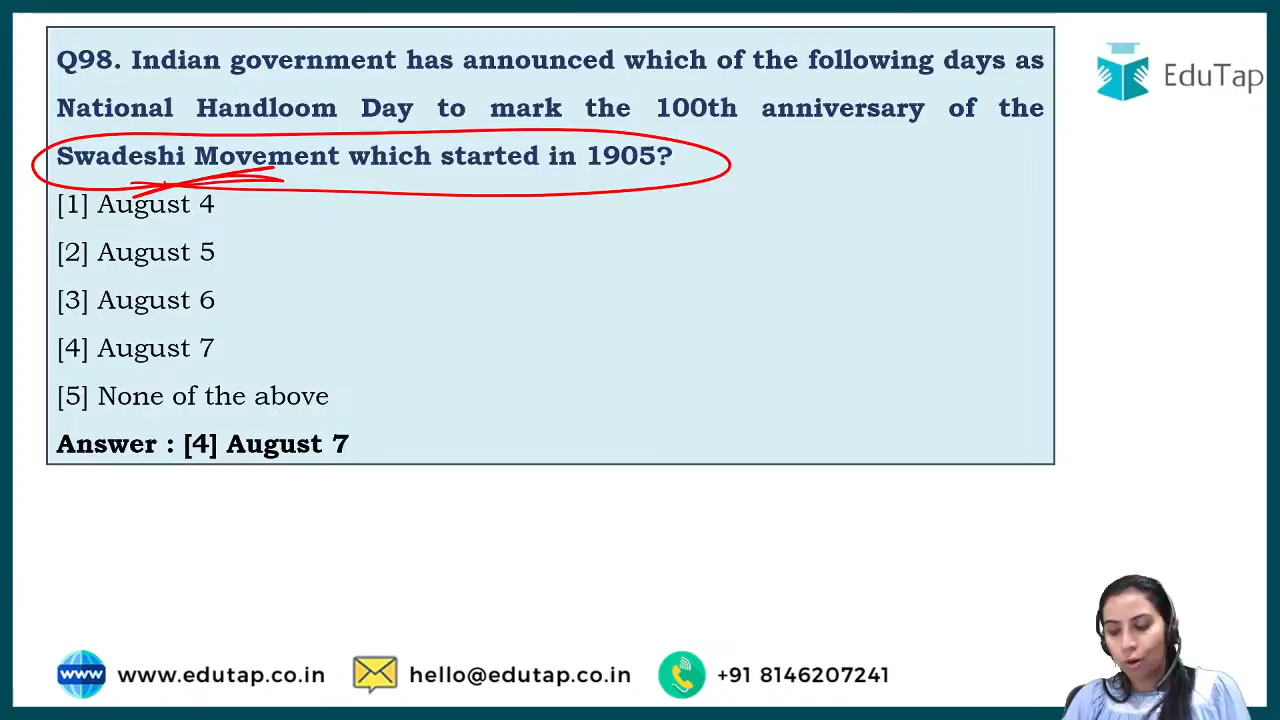 Q98. Indian government has announced which of the following days as
National Handloom Day to mark the 100th anniversary of the
Swadeshi Movement which started in 1905?
[1] August 4
[2] August 5
[3] August 6
[4] August 7
[5] None of the above
Answer : [4] August 7
EduTap
www.edutap.co.in
hello@edutap.co.in
+91 8146207241